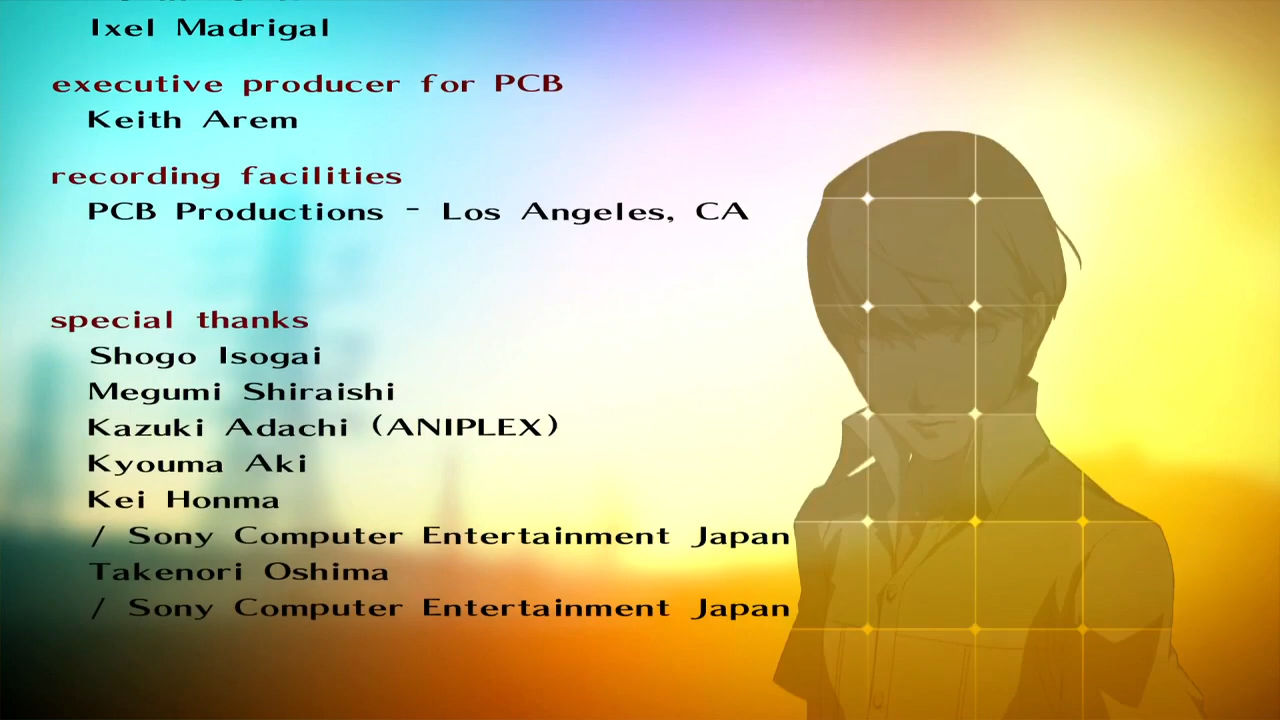 Ixel Madrigal
executive producer for PCB
Keith Arem
recording facilities
PCB Productions - Los Angeles, CA
special thanks
Shogo Isogai
Megumi Shiraishi
Kazuki Adachi (ANIPLEX)
Kyouma Aki
Kei Honma
/ Sony Computer Entertainment Japan
Takenori Oshima
/ Sony Computer Entertainment Japan